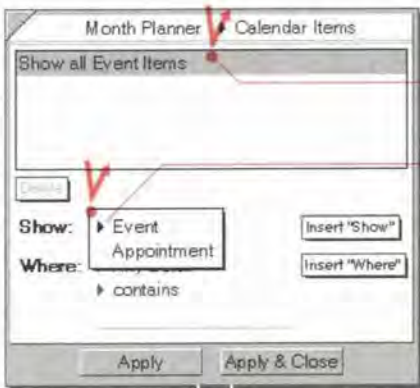 Month Planner Calendar Items
Show all Event Items
Delete
Show: Event Insert "Show"
Appointment
Where: Insert "Where"
contains
Apply Apply & Close